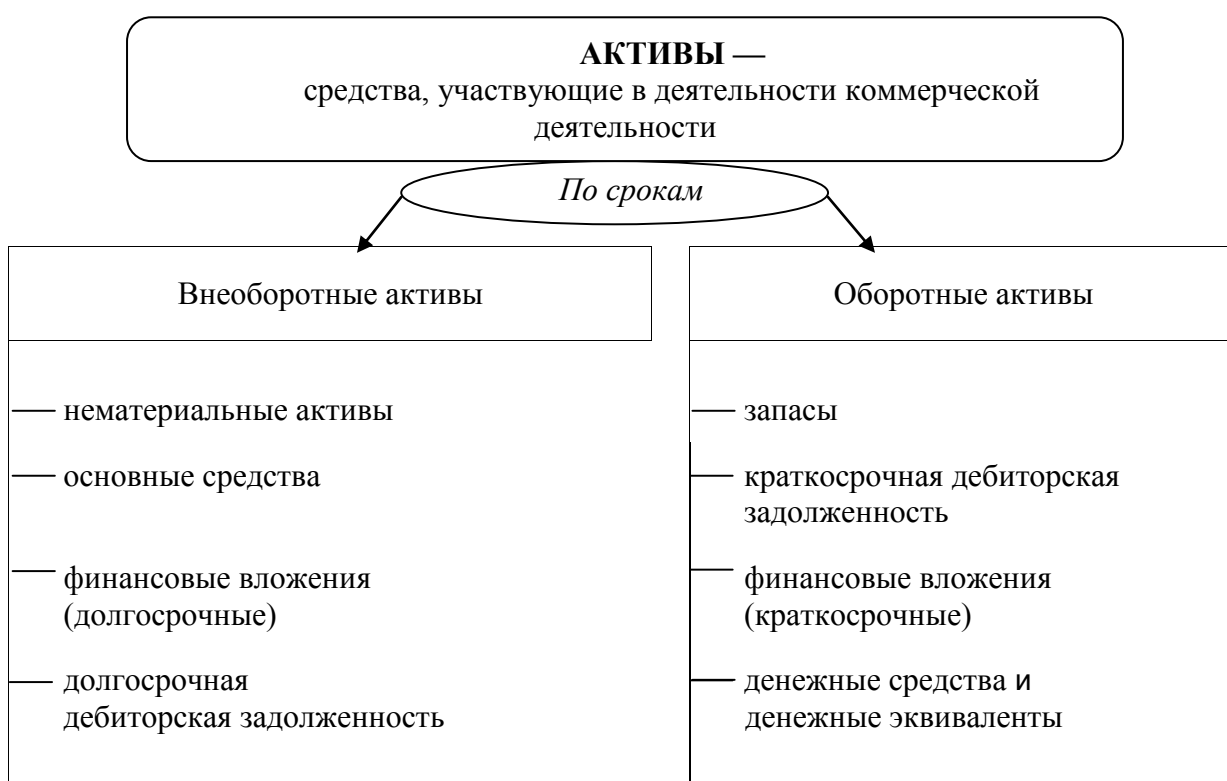 АКТИВЫ —
средства, участвующие в деятельности коммерческой
деятельности
По срокам
Внеоборотные активы
нематериальные активы
основные средства
финансовые вложения
(долгосрочные)
долгосрочная
дебиторская задолженность
Оборотные активы
запасы
краткосрочная дебиторская
задолженность
финансовые вложения
(краткосрочные)
денежные средства и
денежные эквиваленты